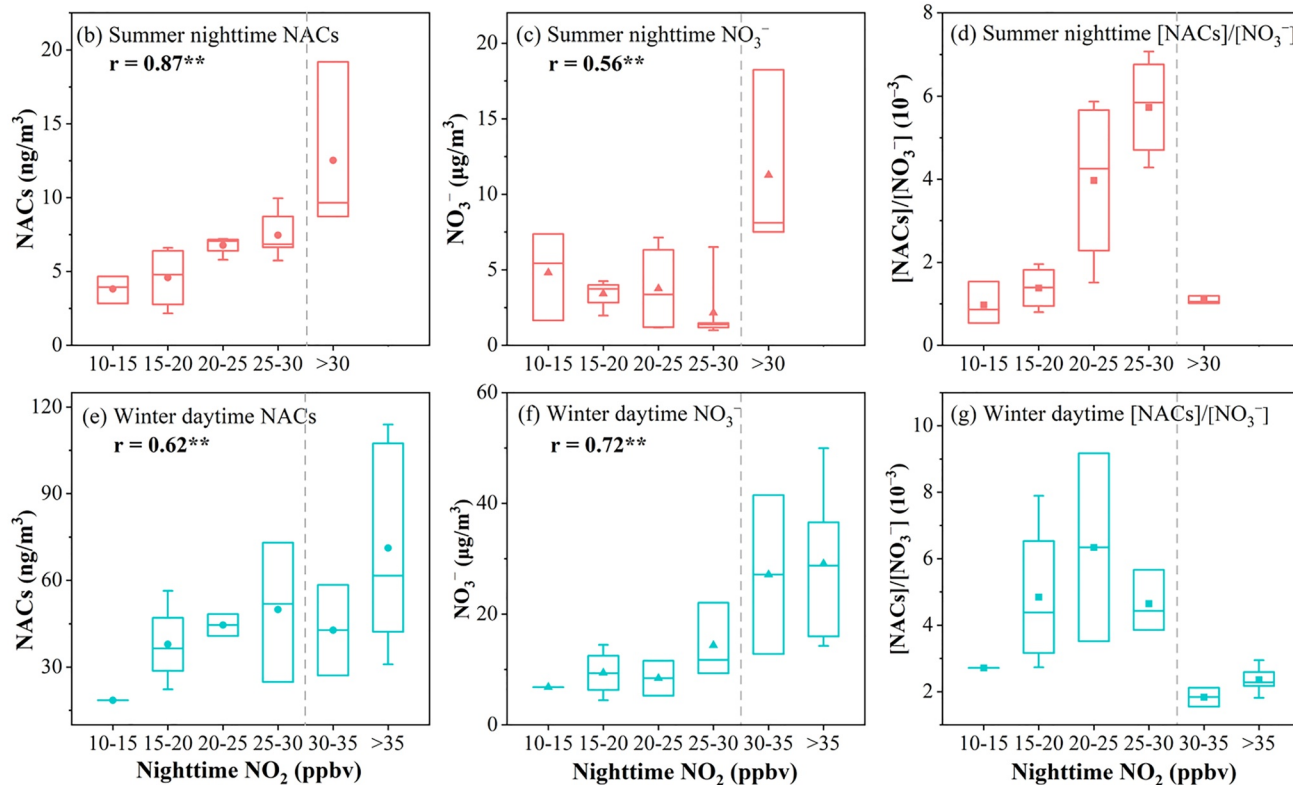 (b) Summer nighttime NACs
r = 0.87**
NACs (ng/m³)
20
15
10
5
0
10-15 15-20 20-25 25-30 >30
(c) Summer nighttime NO₃⁻
r = 0.56**
NO₃⁻ (μg/m³)
20
15
10
5
0
10-15 15-20 20-25 25-30 >30
(d) Summer nighttime [NACs]/[NO₃⁻]
[NACs]/[NO₃⁻] (10⁻³)
8
6
4
2
0
10-15 15-20 20-25 25-30 >30
(e) Winter daytime NACs
r = 0.62**
NACs (ng/m³)
120
90
60
30
10-15 15-20 20-25 25-30 30-35 >35
Nighttime NO₂ (ppbv)
(f) Winter daytime NO₃⁻
r = 0.72**
NO₃⁻ (μg/m³)
60
40
20
0
10-15 15-20 20-25 25-30 30-35 >35
Nighttime NO₂ (ppbv)
(g) Winter daytime [NACs]/[NO₃⁻]
[NACs]/[NO₃⁻] (10⁻³)
10
8
6
4
2
10-15 15-20 20-25 25-30 30-35 >35
Nighttime NO₂ (ppbv)